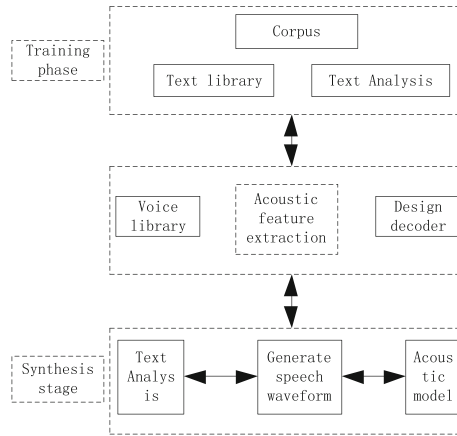 Corpus
Training
phase
Text library
Text Analysis
Voice
library
Acoustic
feature
extraction
Design
decoder
Synthesis
stage
Text
Analys
is
Generate
speech
waveform
Acous
tic
model